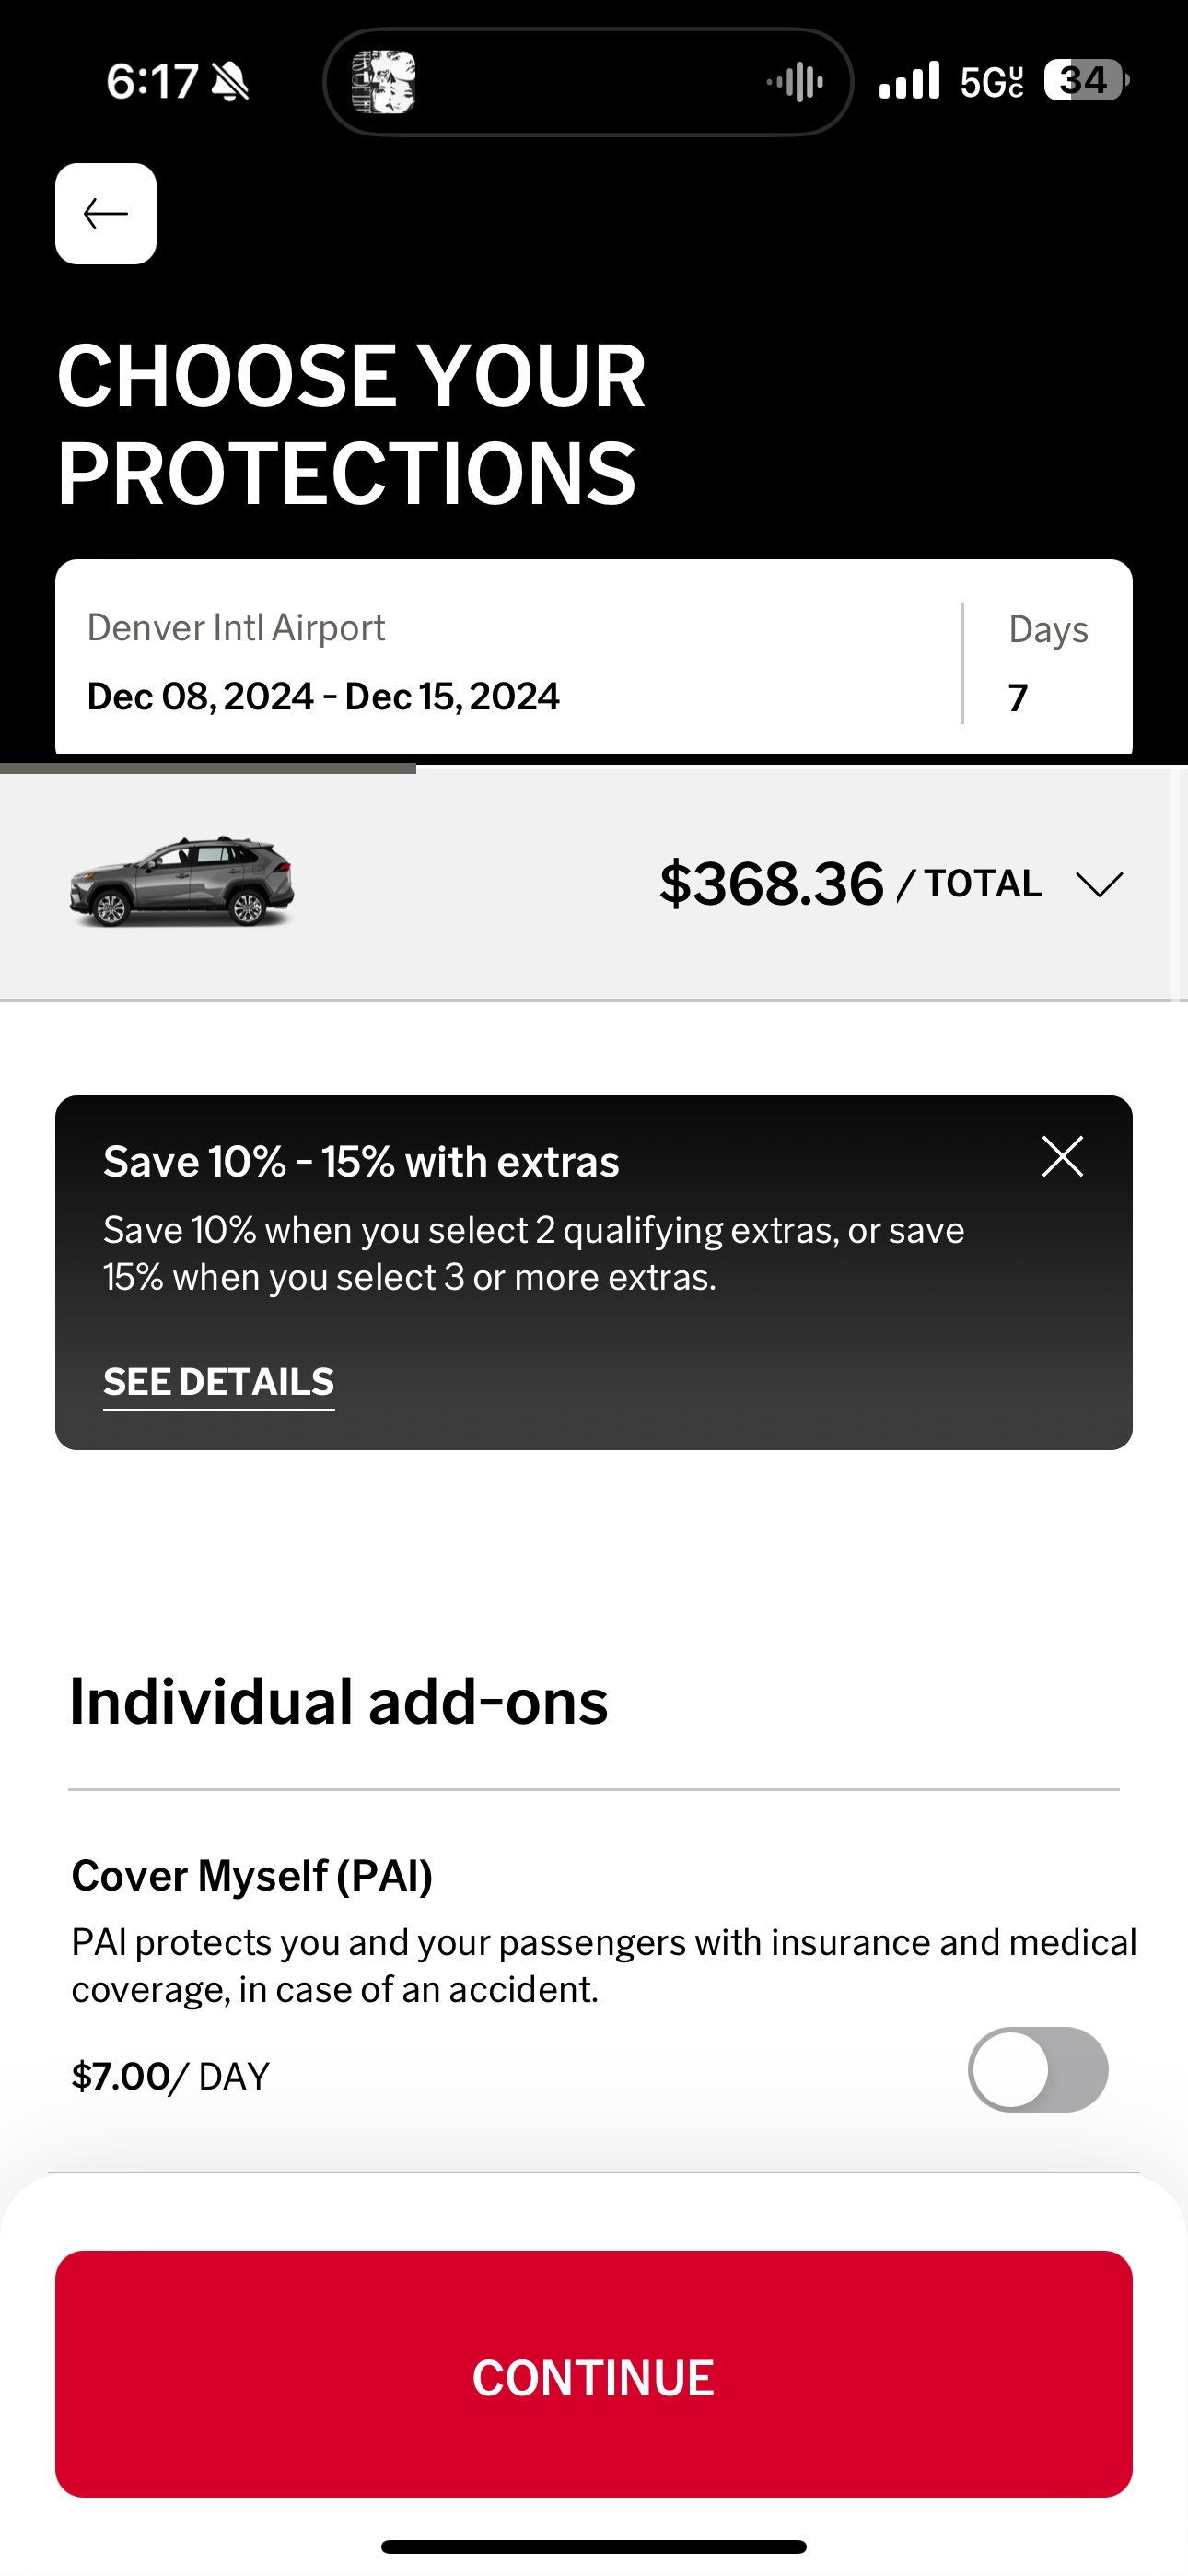 6:17
5GUC
34
CHOOSE YOUR
PROTECTIONS
Denver Intl Airport
Days
Dec 08, 2024 - Dec 15, 2024
7
$368.36 / TOTAL
Save 10% - 15% with extras
Save 10% when you select 2 qualifying extras, or save
15% when you select 3 or more extras.
SEE DETAILS
Individual add-ons
Cover Myself (PAI)
PAI protects you and your passengers with insurance and medical
coverage, in case of an accident.
$7.00/ DAY
CONTINUE